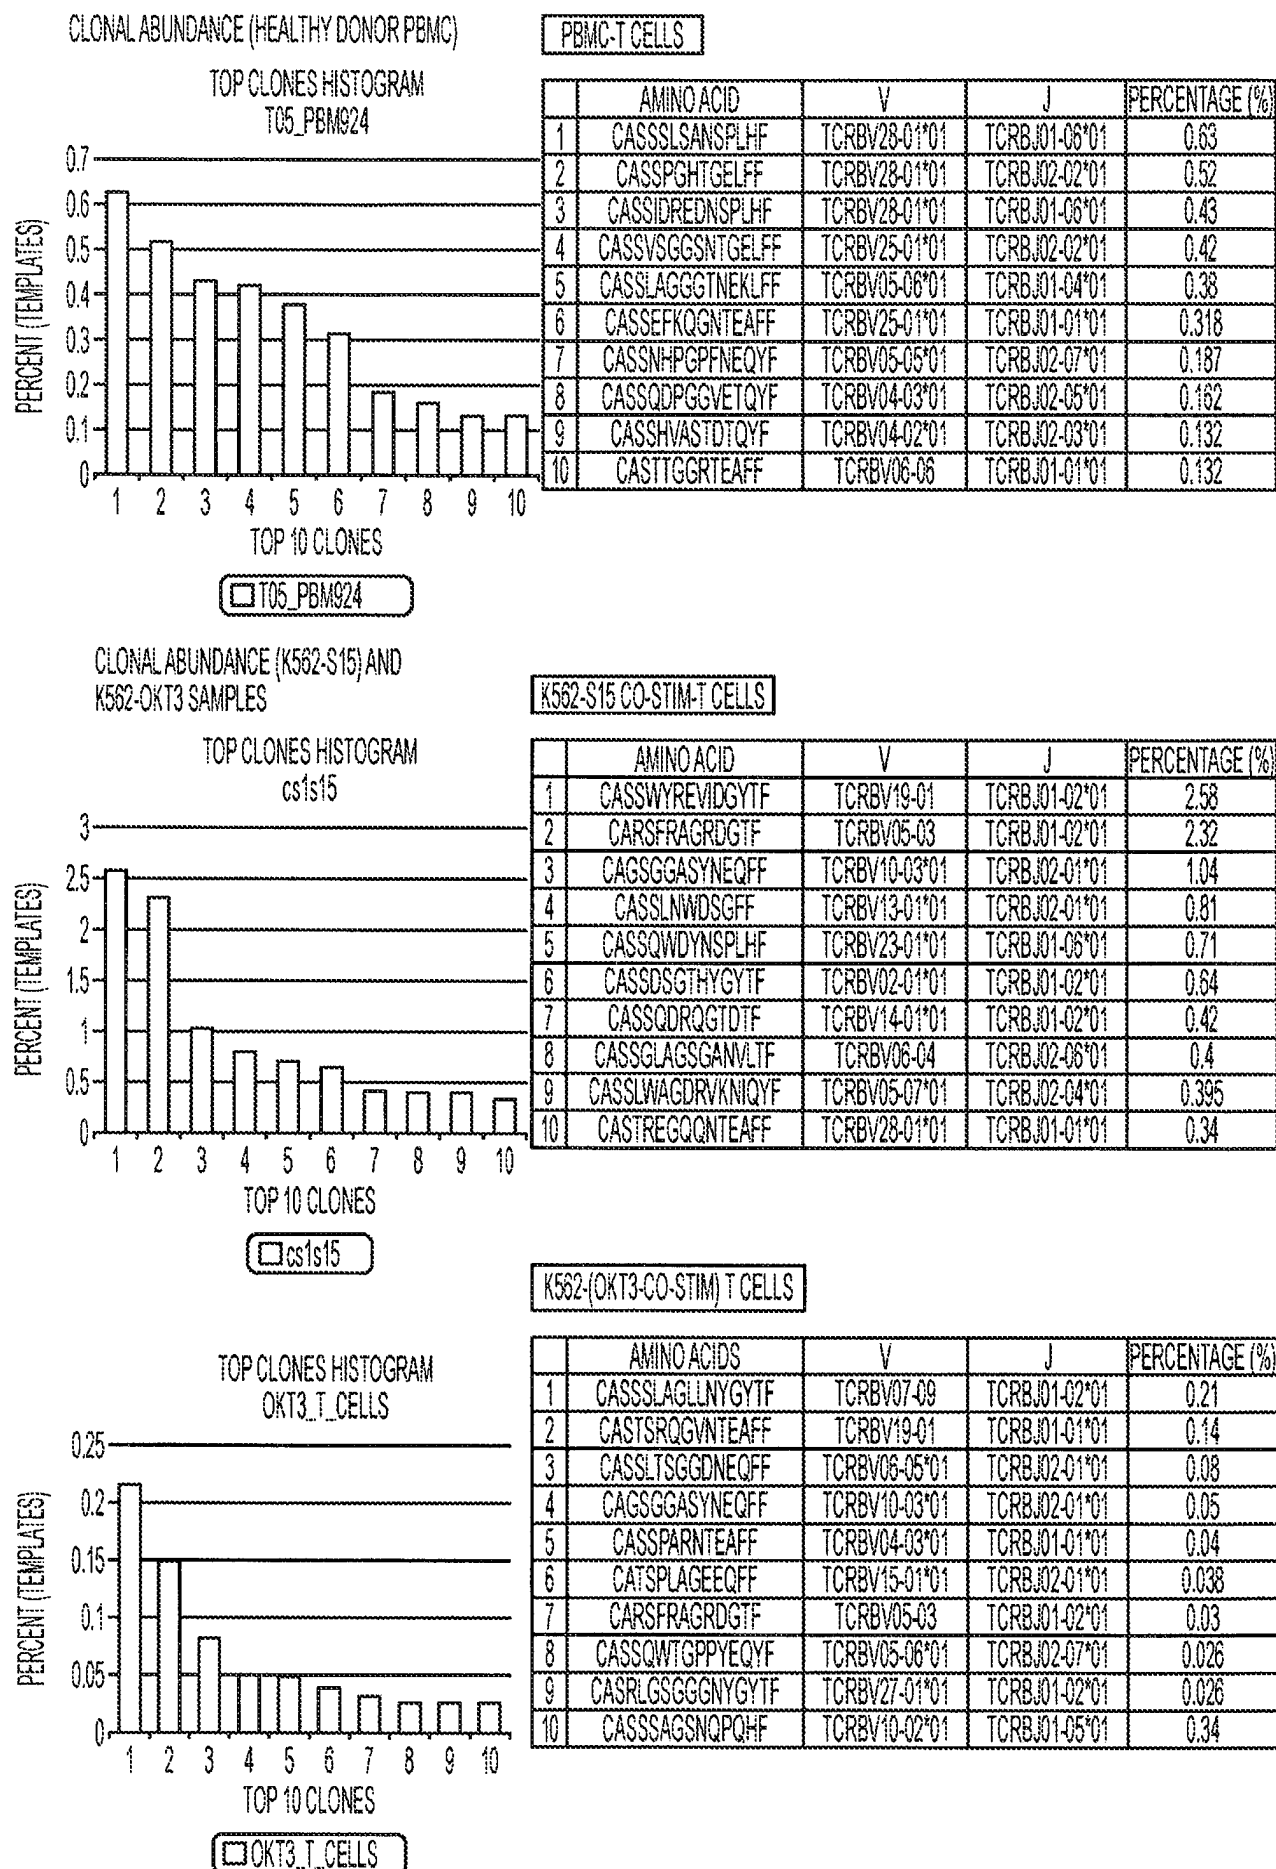 CLONAL ABUNDANCE (HEALTHY DONOR PBMC)
PBMC-T CELLS
TOP CLONES HISTOGRAM
T05_PBM924
0.7
0.6
0.5
0.4
0.3
0.2
0.1
0
PERCENT (TEMPLATES)
1 2 3 4 5 6 7 8 9 10
TOP 10 CLONES
T05_PBM924
AMINO ACID V J PERCENTAGE (%)
1 CASSSLSANSPLHF TCRBV28-01*01 TCRBJ01-06*01 0.63
2 CASSPGHTGELFF TCRBV28-01*01 TCRBJ02-02*01 0.52
3 CASSIDREDNSPLHF TCRBV28-01*01 TCRBJ01-06*01 0.43
4 CASSVSGGSNTGELFF TCRBV25-01*01 TCRBJ02-02*01 0.42
5 CASSLAGGGTNEKLFF TCRBV05-06*01 TCRBJ01-04*01 0.38
6 CASSEFKQGNTEAFF TCRBV25-01*01 TCRBJ01-01*01 0.318
7 CASSNHPGPFNEQYF TCRBV05-05*01 TCRBJ02-07*01 0.187
8 CASSQDPGGVETQYF TCRBV04-03*01 TCRBJ02-05*01 0.162
9 CASSHVASTDTQYF TCRBV04-02*01 TCRBJ02-03*01 0.132
10 CASTTGGRTEAFF TCRBV06-06 TCRBJ01-01*01 0.132
CLONAL ABUNDANCE (K562-S15) AND
K562-OKT3 SAMPLES
K562-S15 CO-STIM-T CELLS
TOP CLONES HISTOGRAM
cs1s15
3
2.5
2
1.5
1
0.5
0
PERCENT (TEMPLATES)
1 2 3 4 5 6 7 8 9 10
TOP 10 CLONES
cs1s15
AMINO ACID V J PERCENTAGE (%)
1 CASSWYREVIDGYTF TCRBV19-01 TCRBJ01-02*01 2.58
2 CARSFRAGRDGTF TCRBV05-03 TCRBJ01-02*01 2.32
3 CAGSGGASYNEQFF TCRBV10-03*01 TCRBJ02-01*01 1.04
4 CASSLNWDSGFF TCRBV13-01*01 TCRBJ02-01*01 0.81
5 CASSQWDYNSPLHF TCRBV23-01*01 TCRBJ01-06*01 0.71
6 CASSDSGTHYGYTF TCRBV02-01*01 TCRBJ01-02*01 0.64
7 CASSQDRQGTDTF TCRBV14-01*01 TCRBJ01-02*01 0.42
8 CASSGLAGSGANVLTF TCRBV06-04 TCRBJ02-06*01 0.4
9 CASSLWAGDRVKNIQYF TCRBV05-07*01 TCRBJ02-04*01 0.395
10 CASTREGQQNTEAFF TCRBV28-01*01 TCRBJ01-01*01 0.34
K562-(OKT3-CO-STIM) T CELLS
TOP CLONES HISTOGRAM
OKT3_T_CELLS
0.25
0.2
0.15
0.1
0.05
0
PERCENT (TEMPLATES)
1 2 3 4 5 6 7 8 9 10
TOP 10 CLONES
OKT3_T_CELLS
AMINO ACIDS V J PERCENTAGE (%)
1 CASSSLAGLLNYGYTF TCRBV07-09 TCRBJ01-02*01 0.21
2 CASTSRQGVNTEAFF TCRBV19-01 TCRBJ01-01*01 0.14
3 CASSLTSGGDNEQFF TCRBV06-05*01 TCRBJ02-01*01 0.08
4 CAGSGGASYNEQFF TCRBV10-03*01 TCRBJ02-01*01 0.05
5 CASSPARNTEAFF TCRBV04-03*01 TCRBJ01-01*01 0.04
6 CATSPLAGEEQFF TCRBV15-01*01 TCRBJ02-01*01 0.038
7 CARSFRAGRDGTF TCRBV05-03 TCRBJ01-02*01 0.03
8 CASSQWTGPPYEQYF TCRBV05-06*01 TCRBJ02-07*01 0.026
9 CASRLGSGGGNYGYTF TCRBV27-01*01 TCRBJ01-02*01 0.026
10 CASSSAGSNQPQHF TCRBV10-02*01 TCRBJ01-05*01 0.34